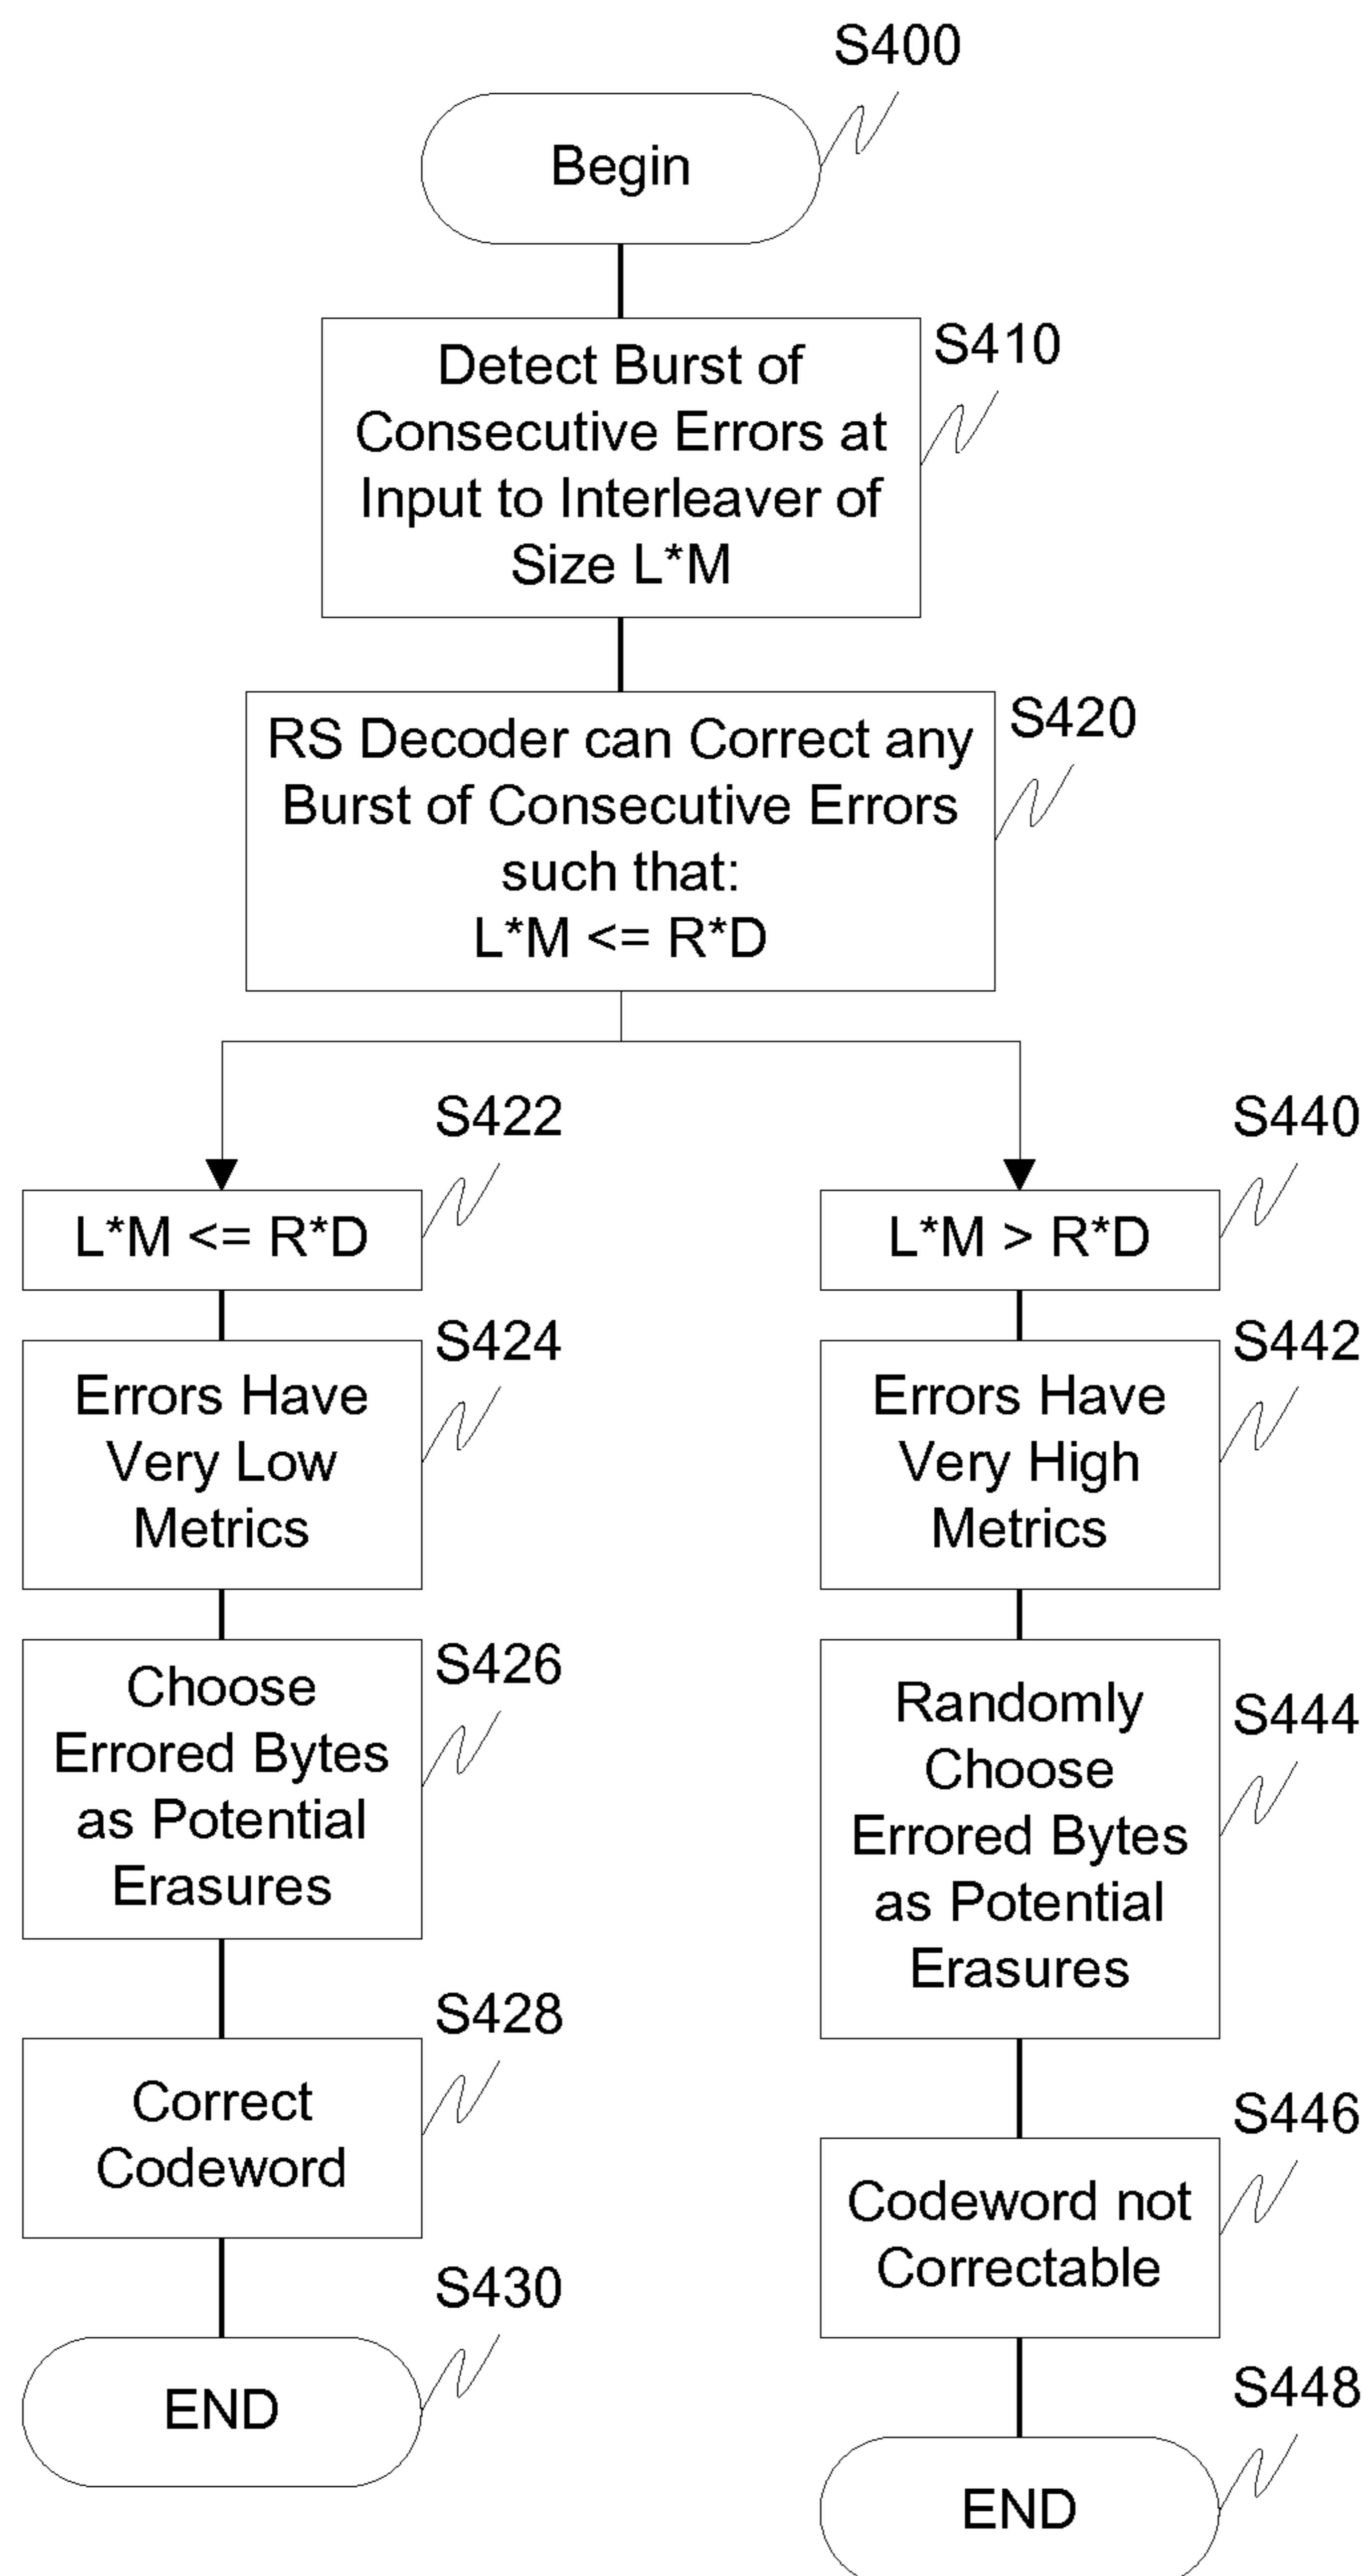 S400
Begin
S410
Detect Burst of
Consecutive Errors at
Input to Interleaver of
Size L*M
S420
RS Decoder can Correct any
Burst of Consecutive Errors
such that:
L*M <= R*D
S422
L*M <= R*D
S424
Errors Have
Very Low
Metrics
S426
Choose
Errored Bytes
as Potential
Erasures
S428
Correct
Codeword
S430
END
S440
L*M > R*D
S442
Errors Have
Very High
Metrics
S444
Randomly
Choose
Errored Bytes
as Potential
Erasures
S446
Codeword not
Correctable
S448
END